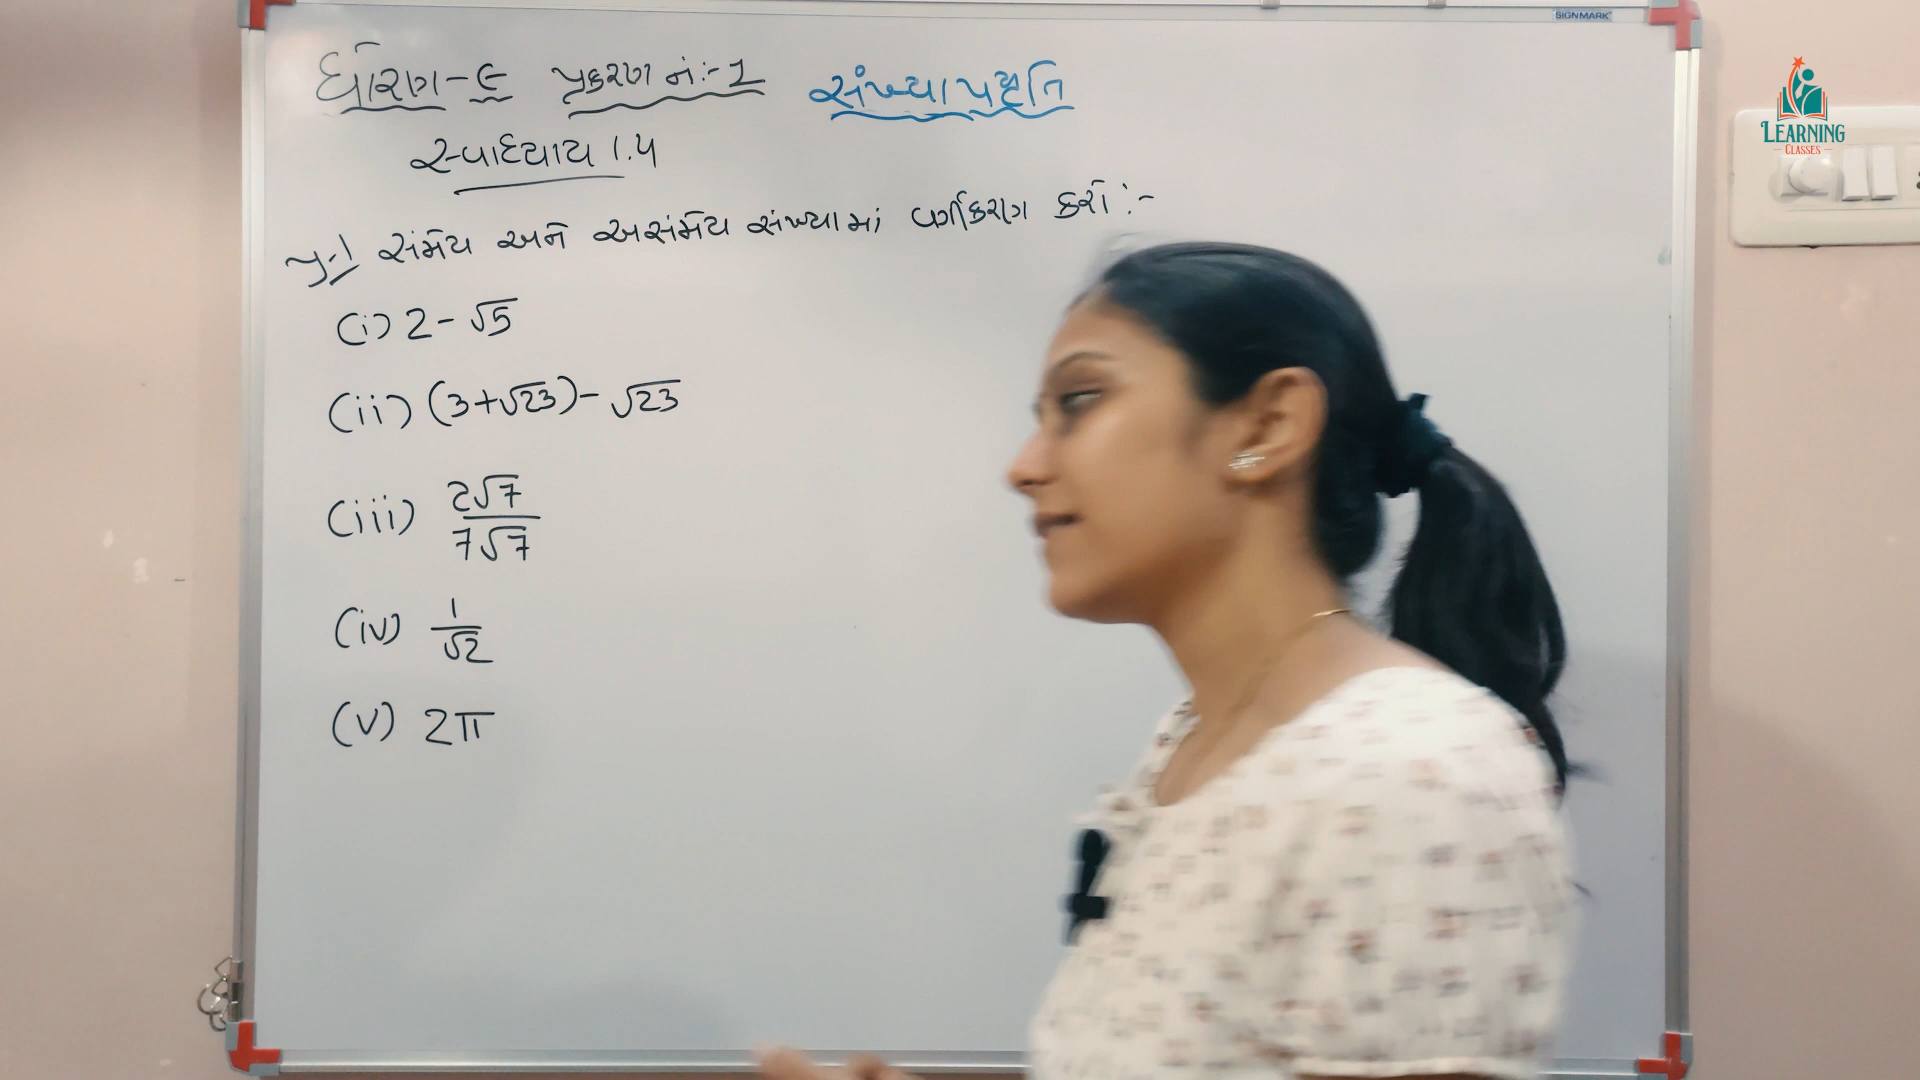 SIGNMARK
ધોરણ-૯ પ્રકરણ નં:-1 સંખ્યા પદ્ધતિ
સ્વાધ્યાય 1.4
પ્ર-1 સંમેય અને અસંમેય સંખ્યામાં વર્ગીકરણ કરો :-
(i) 2 - √5
(ii) (3+√23) - √23
(iii) 2√7 / 7√7
(iv) 1 / √2
(v) 2π
LEARNING
CLASSES